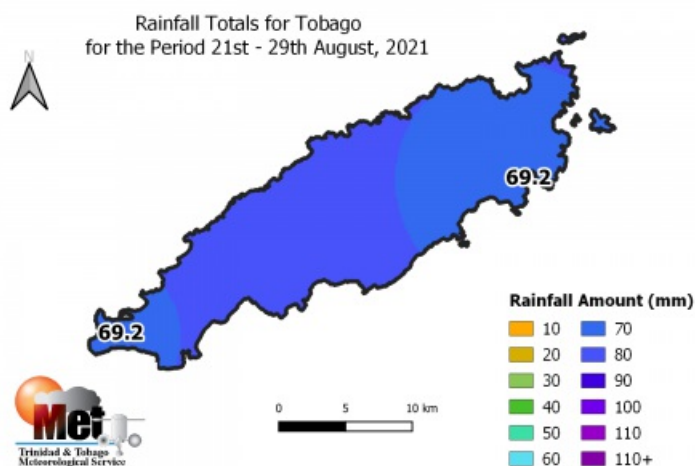 Rainfall Totals for Tobago
for the Period 21st - 29th August, 2021
N
69.2
69.2
Rainfall Amount (mm)
10 70
20 80
30 90
40 100
50 110
60 110+
0 5 10 km
Met
Trinidad & Tobago
Meteorological Service